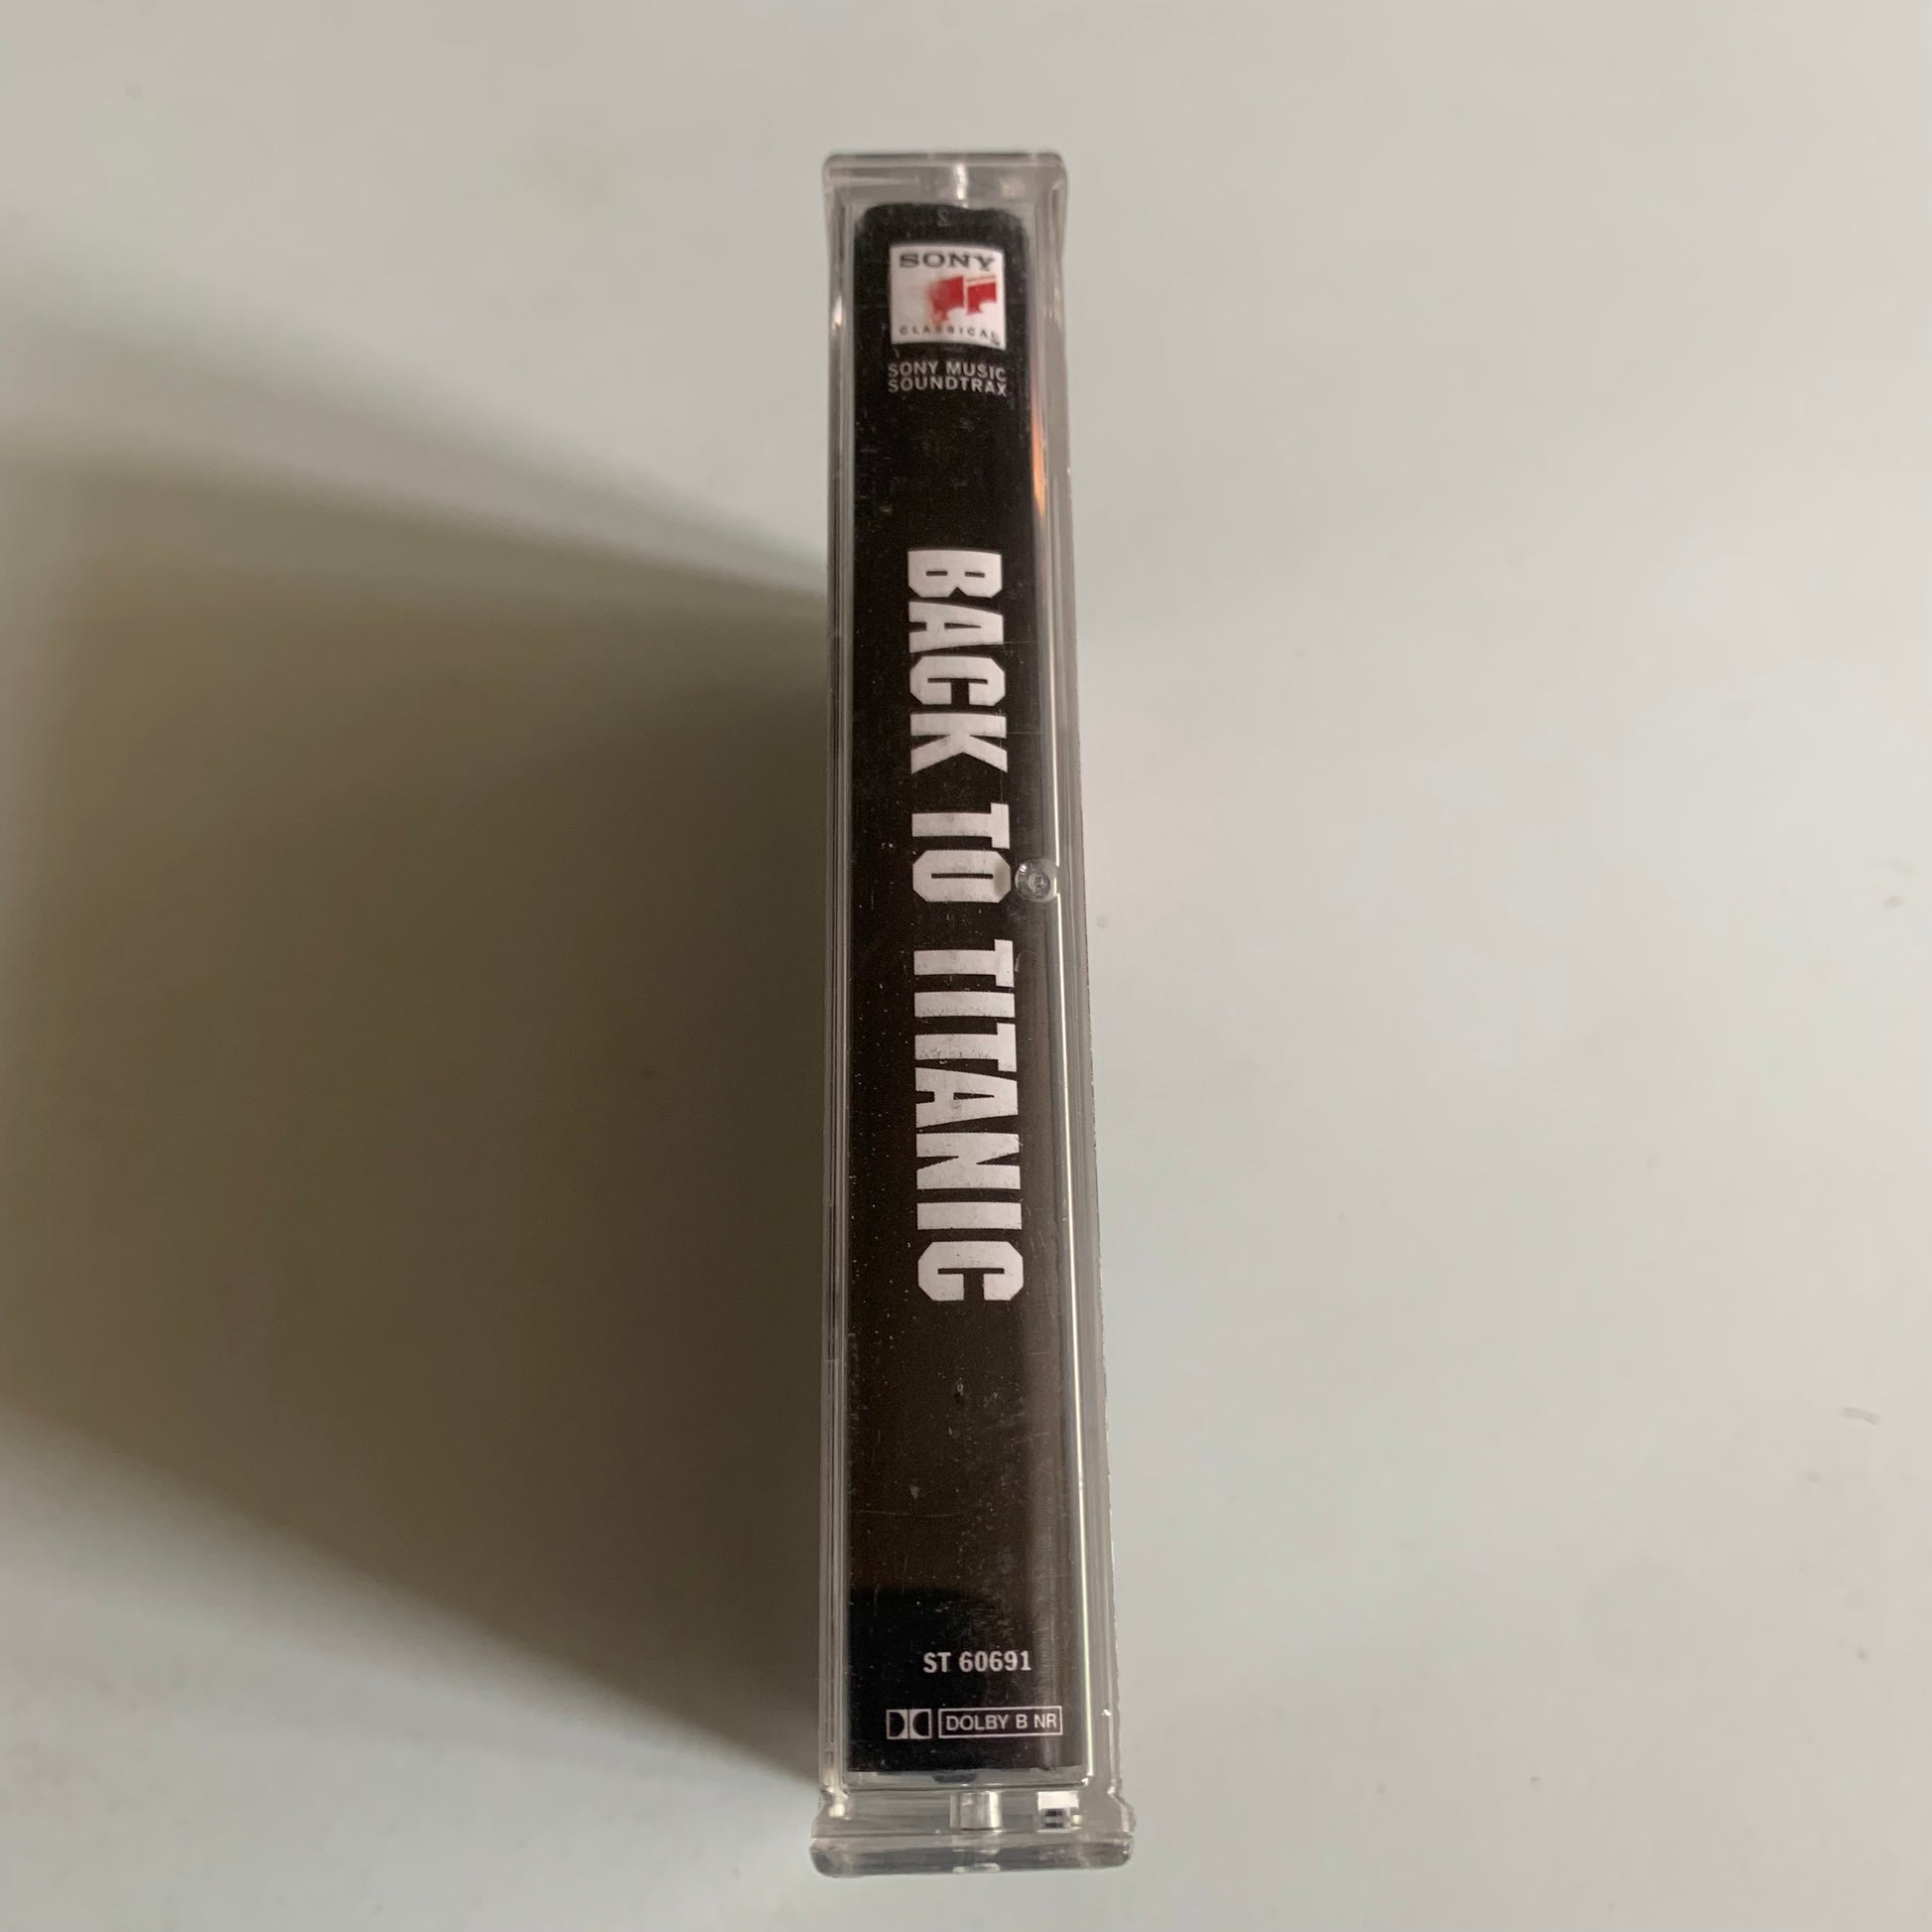 SONY
CLASSICAL
SONY MUSIC
SOUNDTRAX
BACK TO TITANIC
ST 60691
DOLBY B NR